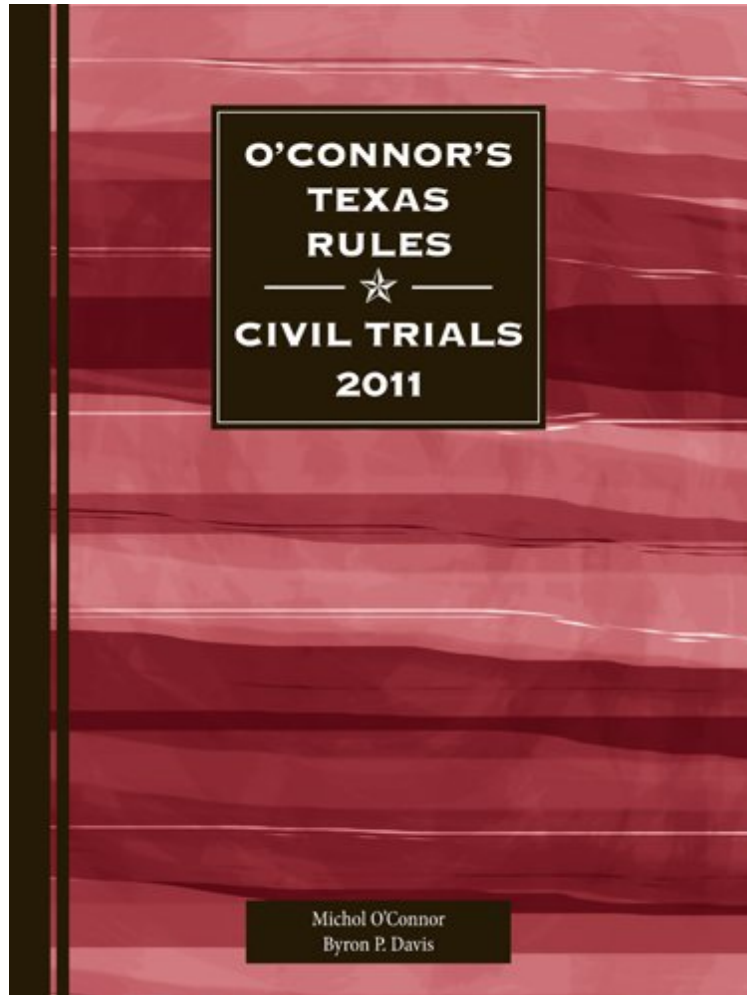 O'CONNOR'S
TEXAS
RULES
CIVIL TRIALS
2011
Michol O'Connor
Byron P. Davis